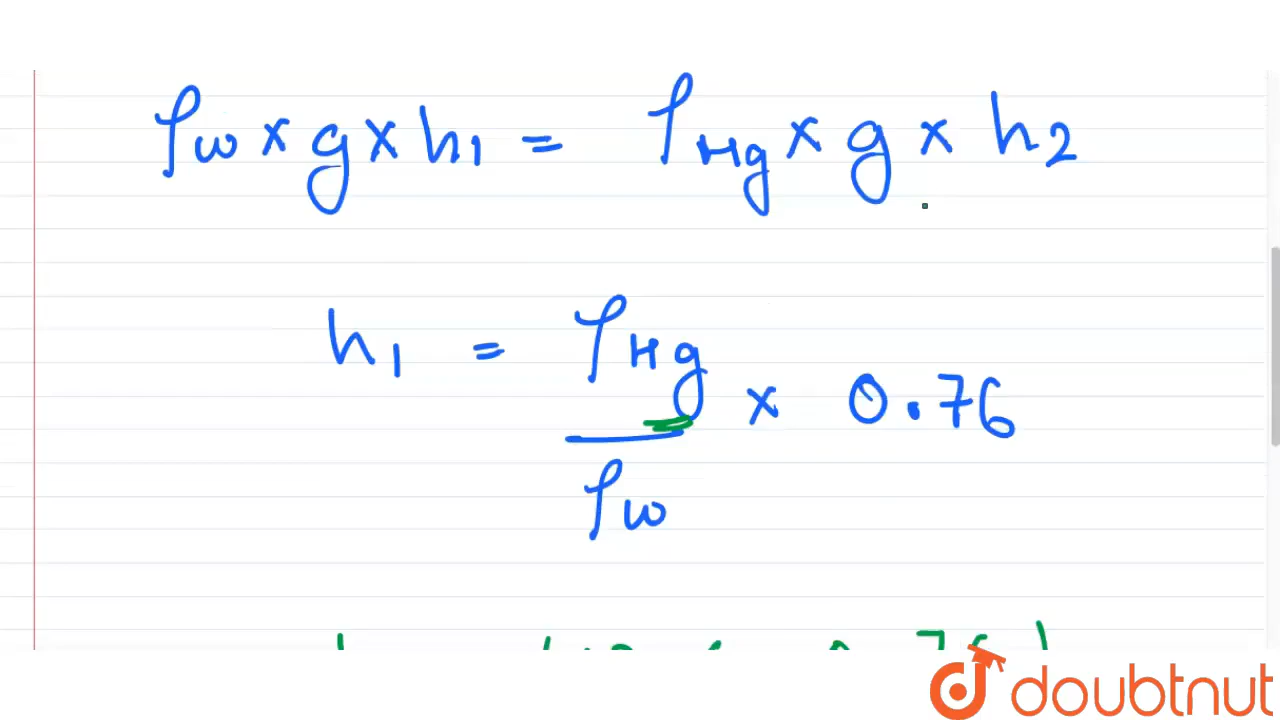 ρw × g × h1 = ρHg × g × h2
h1 = ρHg / ρw × 0.76
doubtnut